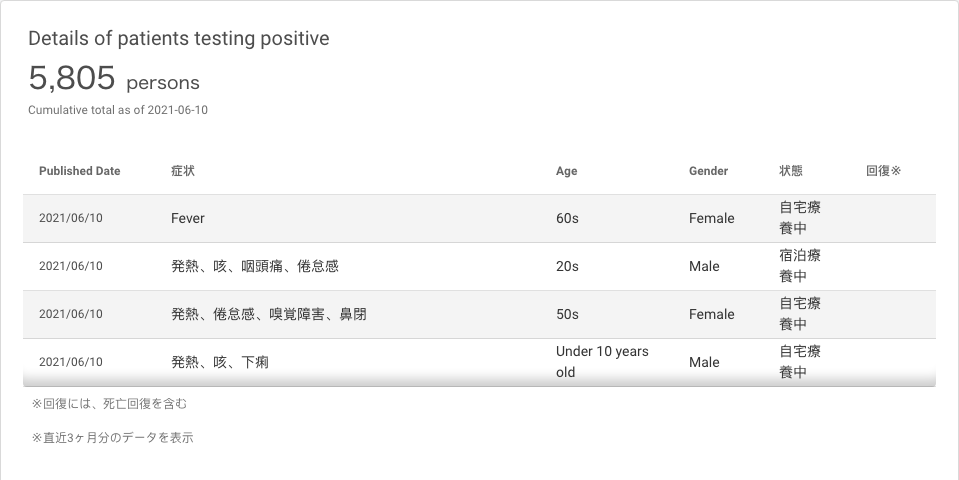 Details of patients testing positive
5,805 persons
Cumulative total as of 2021-06-10
Published Date 症状 Age Gender 状態 回復※
2021/06/10 Fever 60s Female 自宅療
養中
2021/06/10 発熱、咳、咽頭痛、倦怠感 20s Male 宿泊療
養中
2021/06/10 発熱、倦怠感、嗅覚障害、鼻閉 50s Female 自宅療
養中
2021/06/10 発熱、咳、下痢 Under 10 years
old Male 自宅療
養中
※回復には、死亡回復を含む
※直近3ヶ月分のデータを表示